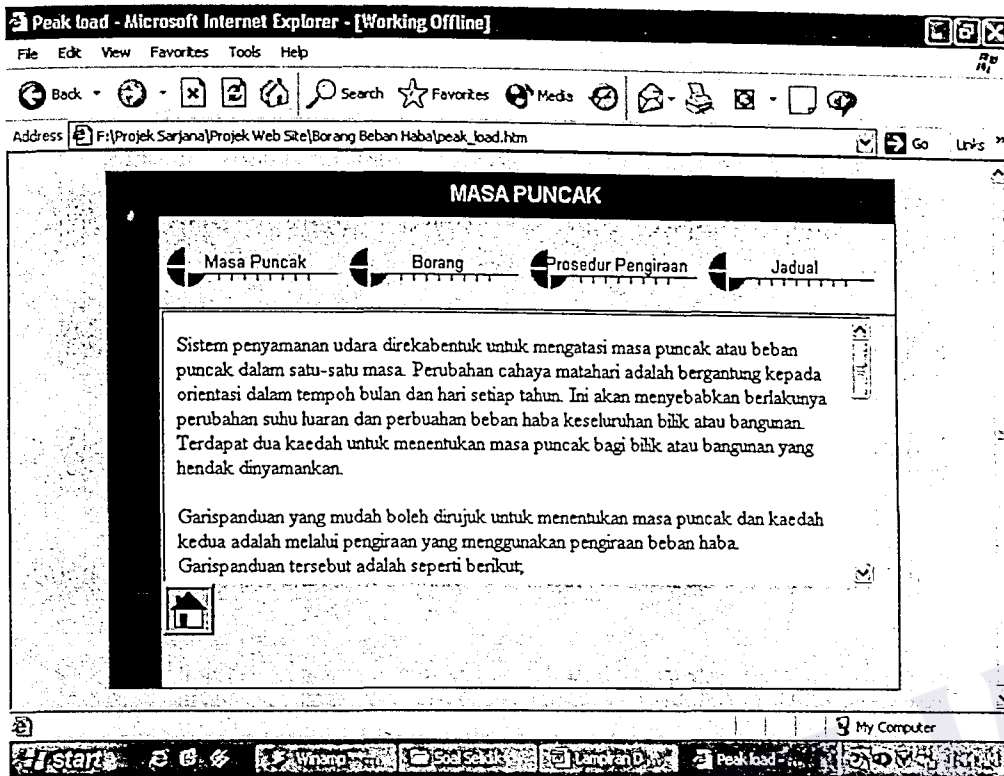 Peak load - Microsoft Internet Explorer - [Working Offline]
File Edit View Favorites Tools Help
Back Search Favorites Media
Address F:\Projek Sarjana\Projek Web Site\Borang Beban Haba\peak_load.htm Go Links »
MASA PUNCAK
Masa Puncak Borang Prosedur Pengiraan Jadual
Sistem penyamanan udara direkabentuk untuk mengatasi masa puncak atau beban
puncak dalam satu-satu masa. Perubahan cahaya matahari adalah bergantung kepada
orientasi dalam tempoh bulan dan hari setiap tahun. Ini akan menyebabkan berlakunya
perubahan suhu luaran dan perbuahan beban haba keseluruhan bilik atau bangunan.
Terdapat dua kaedah untuk menentukan masa puncak bagi bilik atau bangunan yang
hendak dinyamankan.
Garispanduan yang mudah boleh dirujuk untuk menentukan masa puncak dan kaedah
kedua adalah melalui pengiraan yang menggunakan pengiraan beban haba.
Garispanduan tersebut adalah seperti berikut;
My Computer
start Winamp Soal Selidik Lampiran D Peak load -